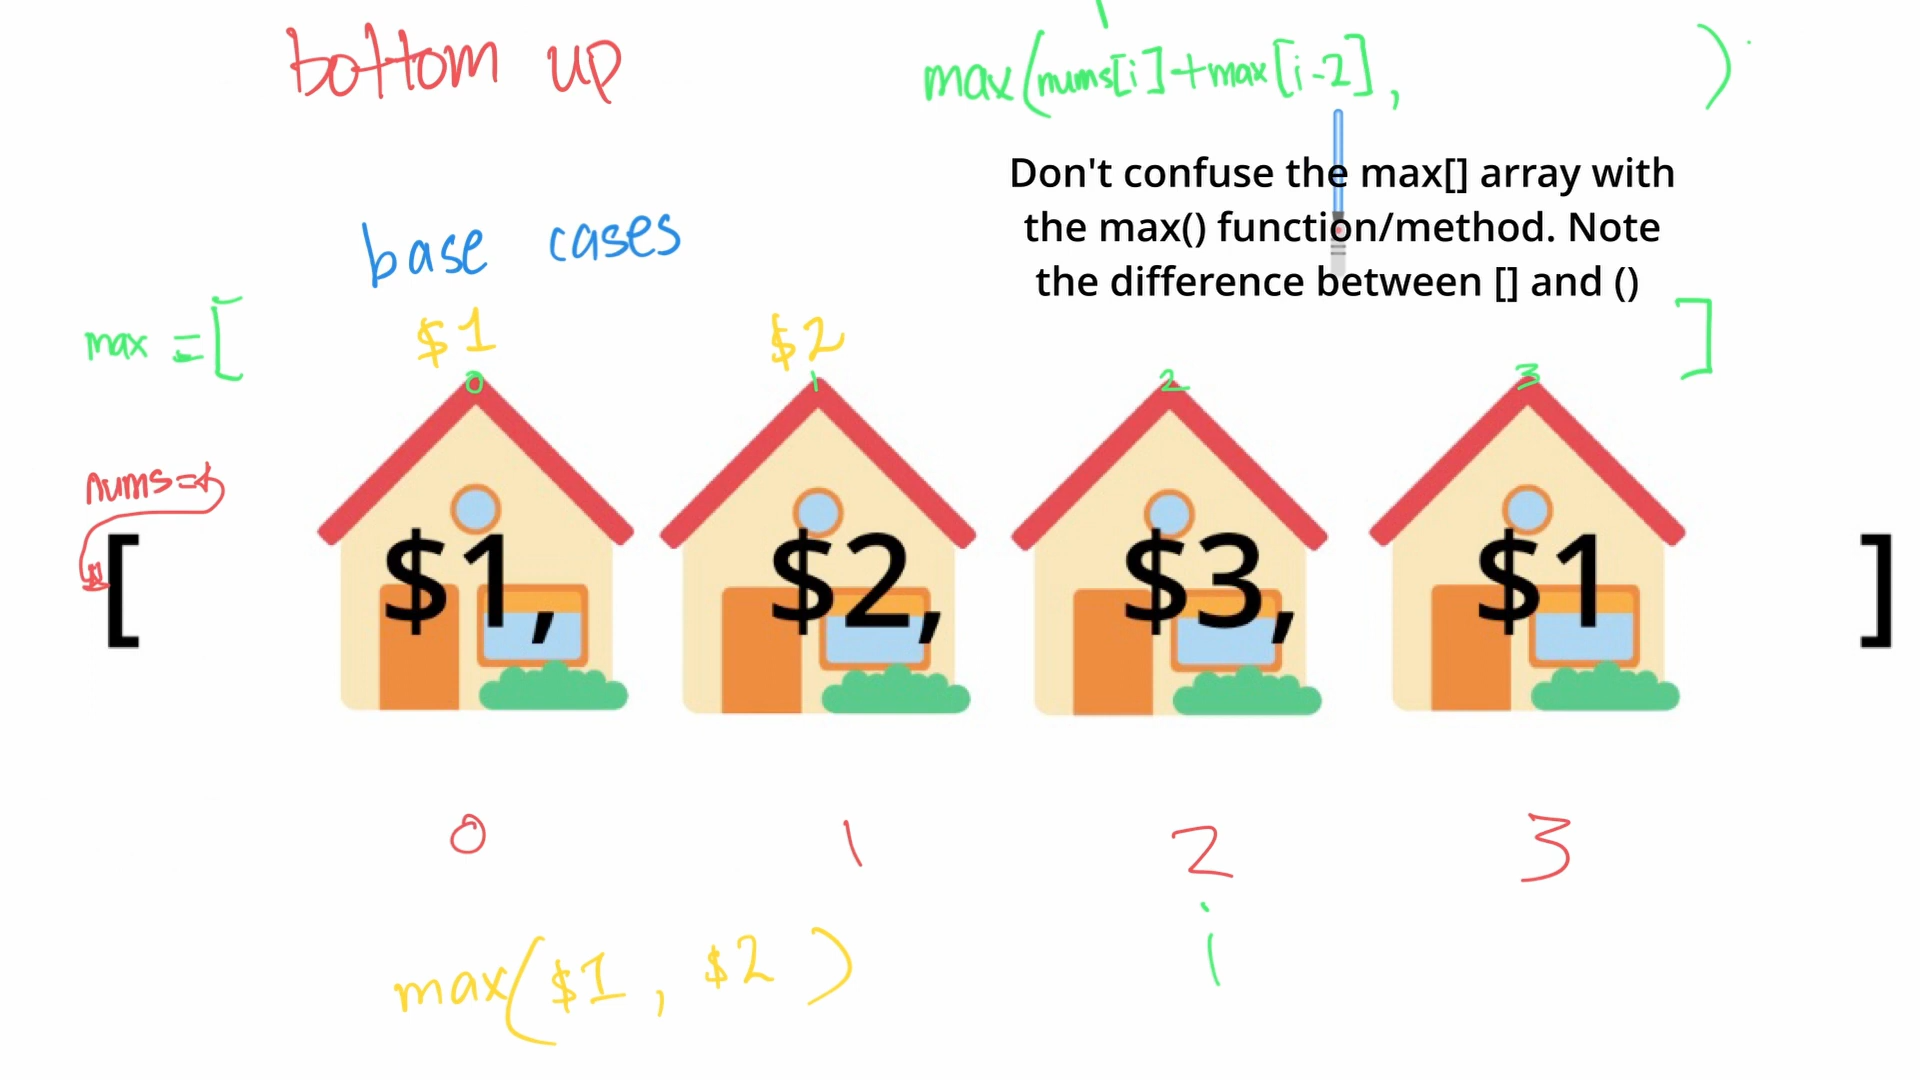 bottom up
max(nums[i]+max[i-2], )
Don't confuse the max[] array with
the max() function/method. Note
the difference between [] and ()
base cases
max = [ $1 $2 ]
0 1 2 3
nums=
[ $1, $2, $3, $1 ]
0 1 2 3
i
max($1, $2)